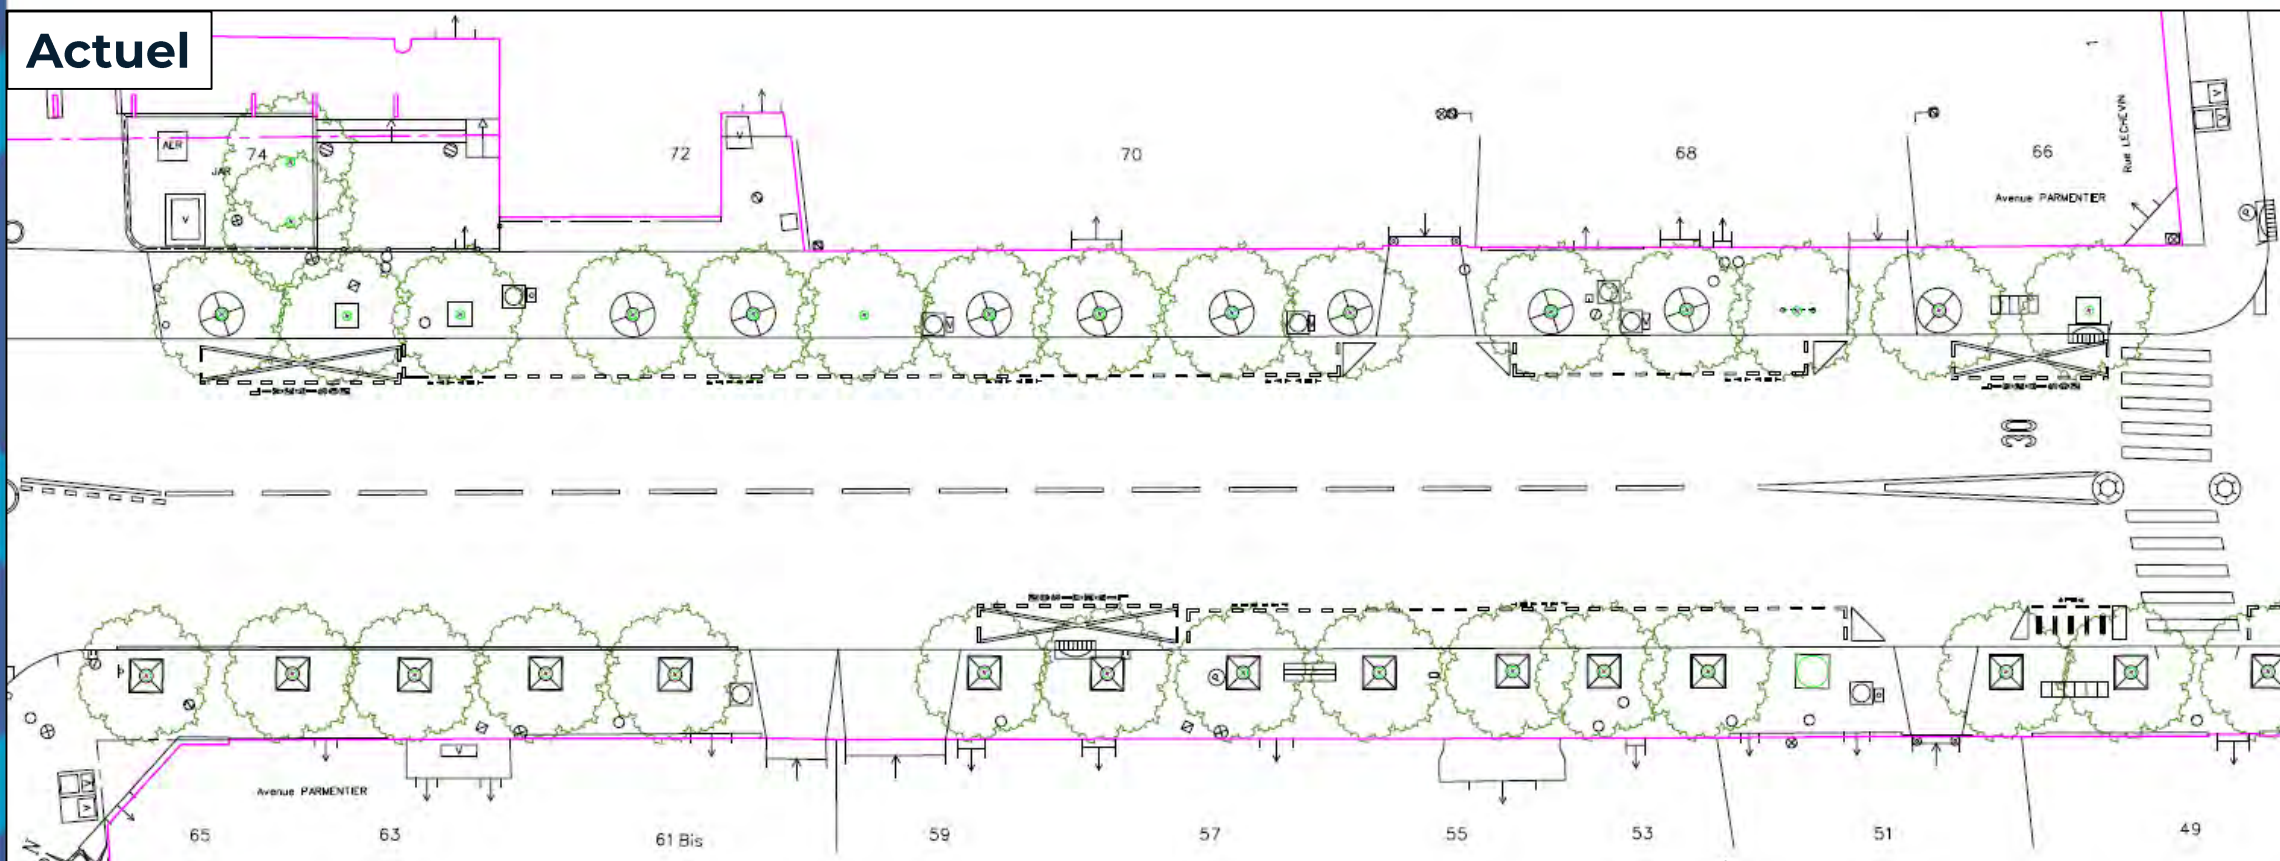 Actuel
1
Rue LECHEVIN
V
V
AER
74
JAR
V
72
V
70
68
66
Avenue PARMENTIER
30
V
Avenue PARMENTIER
V
V
65
63
61 Bis
59
57
55
53
51
49
N